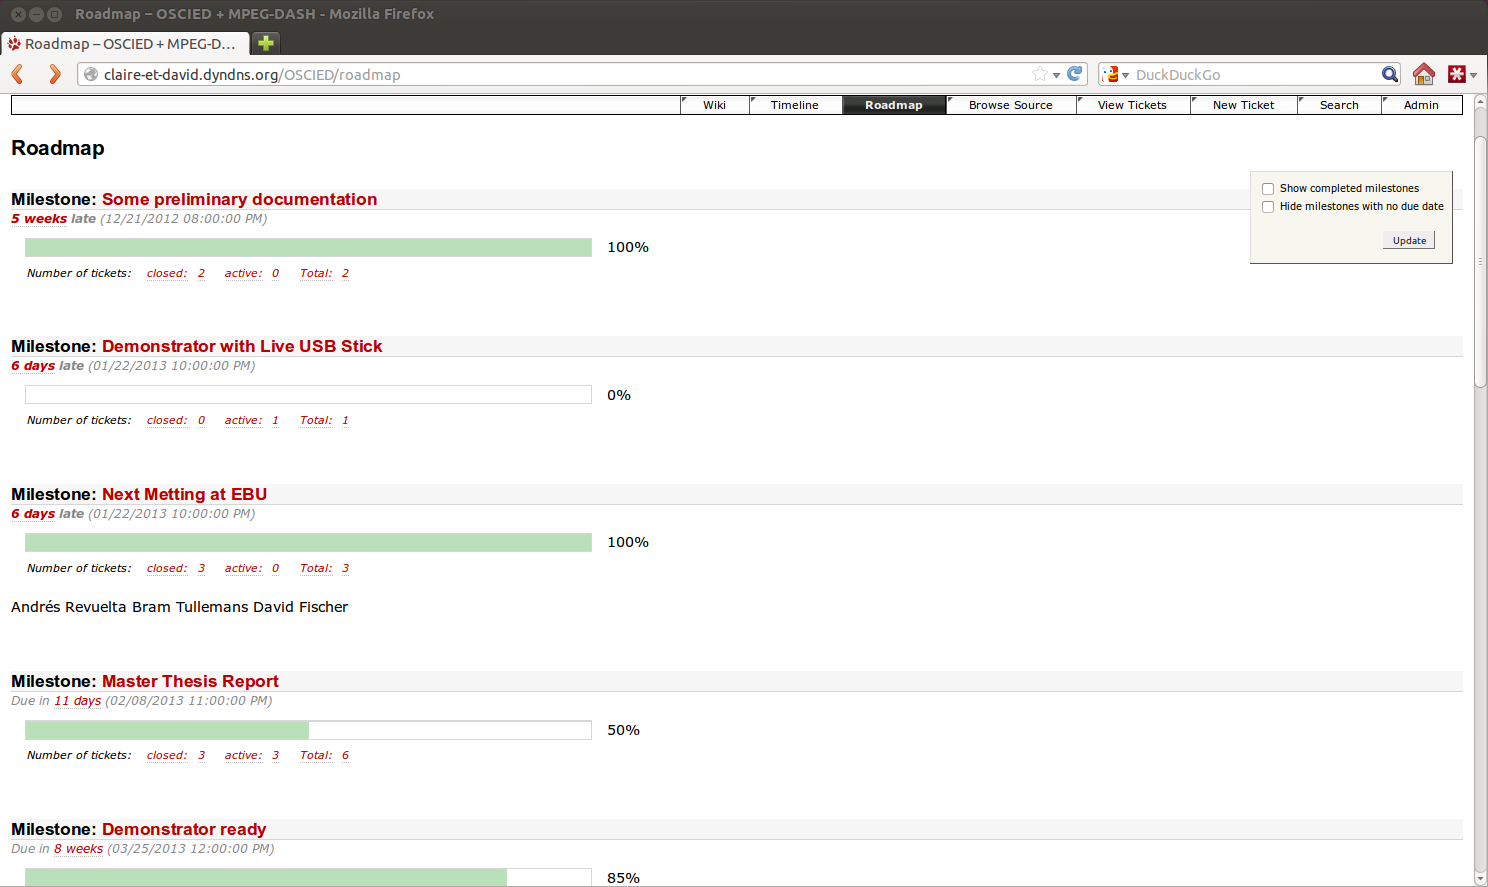 Roadmap – OSCIED + MPEG-DASH - Mozilla Firefox
Roadmap – OSCIED + MPEG-D...
claire-et-david.dyndns.org/OSCIED/roadmap
DuckDuckGo
Wiki Timeline Roadmap Browse Source View Tickets New Ticket Search Admin
Roadmap
Show completed milestones
Hide milestones with no due date
Update
Milestone: Some preliminary documentation
5 weeks late (12/21/2012 08:00:00 PM)
100%
Number of tickets: closed: 2 active: 0 Total: 2
Milestone: Demonstrator with Live USB Stick
6 days late (01/22/2013 10:00:00 PM)
0%
Number of tickets: closed: 0 active: 1 Total: 1
Milestone: Next Metting at EBU
6 days late (01/22/2013 10:00:00 PM)
100%
Number of tickets: closed: 3 active: 0 Total: 3
Andrés Revuelta Bram Tullemans David Fischer
Milestone: Master Thesis Report
Due in 11 days (02/08/2013 11:00:00 PM)
50%
Number of tickets: closed: 3 active: 3 Total: 6
Milestone: Demonstrator ready
Due in 8 weeks (03/25/2013 12:00:00 PM)
85%